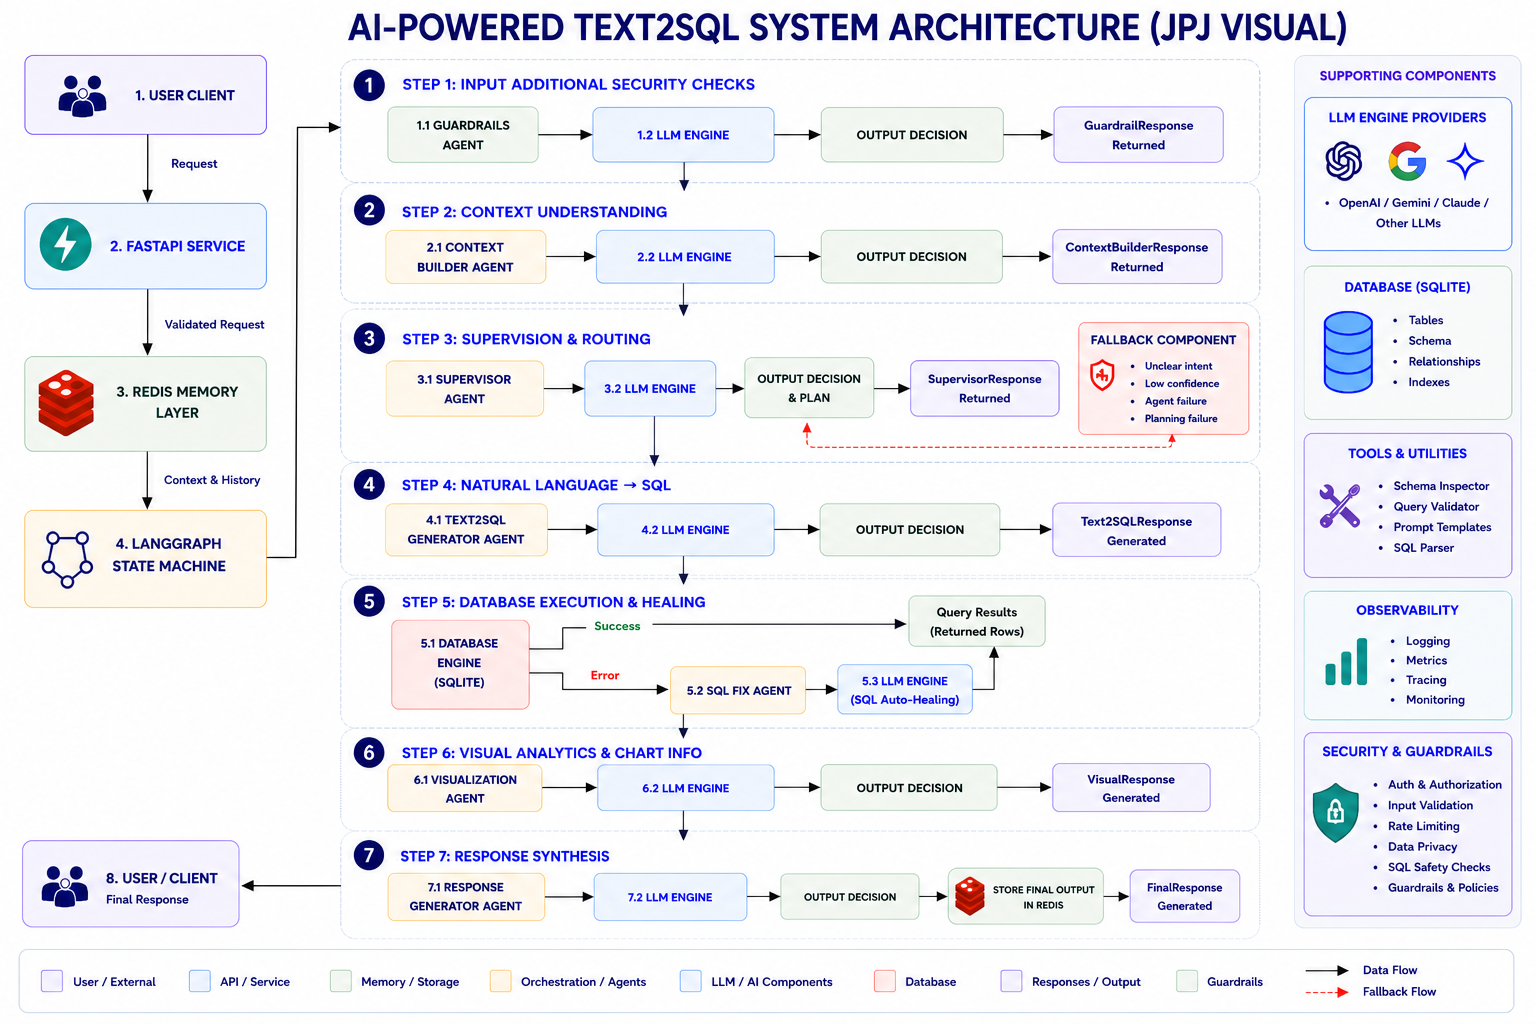 AI-POWERED TEXT2SQL SYSTEM ARCHITECTURE (JPJ VISUAL)
1. USER CLIENT
Request
2. FASTAPI SERVICE
Validated Request
3. REDIS MEMORY
LAYER
Context & History
4. LANGGRAPH
STATE MACHINE
8. USER / CLIENT
Final Response
1
STEP 1: INPUT ADDITIONAL SECURITY CHECKS
1.1 GUARDRAILS
AGENT
1.2 LLM ENGINE
OUTPUT DECISION
GuardrailResponse
Returned
2
STEP 2: CONTEXT UNDERSTANDING
2.1 CONTEXT
BUILDER AGENT
2.2 LLM ENGINE
OUTPUT DECISION
ContextBuilderResponse
Returned
3
STEP 3: SUPERVISION & ROUTING
3.1 SUPERVISOR
AGENT
3.2 LLM ENGINE
OUTPUT DECISION
& PLAN
SupervisorResponse
Returned
FALLBACK COMPONENT
• Unclear intent
• Low confidence
• Agent failure
• Planning failure
4
STEP 4: NATURAL LANGUAGE → SQL
4.1 TEXT2SQL
GENERATOR AGENT
4.2 LLM ENGINE
OUTPUT DECISION
Text2SQLResponse
Generated
5
STEP 5: DATABASE EXECUTION & HEALING
5.1 DATABASE
ENGINE
(SQLITE)
Success
Query Results
(Returned Rows)
Error
5.2 SQL FIX AGENT
5.3 LLM ENGINE
(SQL Auto-Healing)
6
STEP 6: VISUAL ANALYTICS & CHART INFO
6.1 VISUALIZATION
AGENT
6.2 LLM ENGINE
OUTPUT DECISION
VisualResponse
Generated
7
STEP 7: RESPONSE SYNTHESIS
7.1 RESPONSE
GENERATOR AGENT
7.2 LLM ENGINE
OUTPUT DECISION
STORE FINAL OUTPUT
IN REDIS
FinalResponse
Generated
SUPPORTING COMPONENTS
LLM ENGINE PROVIDERS
• OpenAI / Gemini / Claude /
Other LLMs
DATABASE (SQLITE)
• Tables
• Schema
• Relationships
• Indexes
TOOLS & UTILITIES
• Schema Inspector
• Query Validator
• Prompt Templates
• SQL Parser
OBSERVABILITY
• Logging
• Metrics
• Tracing
• Monitoring
SECURITY & GUARDRAILS
• Auth & Authorization
• Input Validation
• Rate Limiting
• Data Privacy
• SQL Safety Checks
• Guardrails & Policies
User / External
API / Service
Memory / Storage
Orchestration / Agents
LLM / AI Components
Database
Responses / Output
Guardrails
Data Flow
Fallback Flow